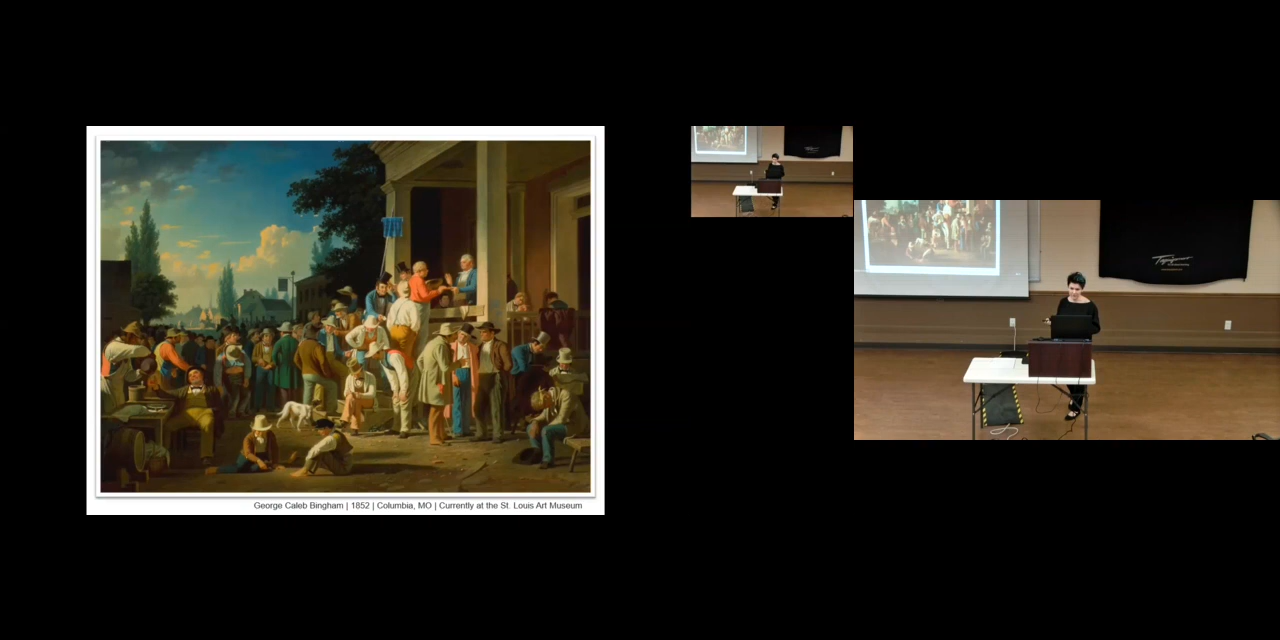 George Caleb Bingham | 1852 | Columbia, MO | Currently at the St. Louis Art Museum